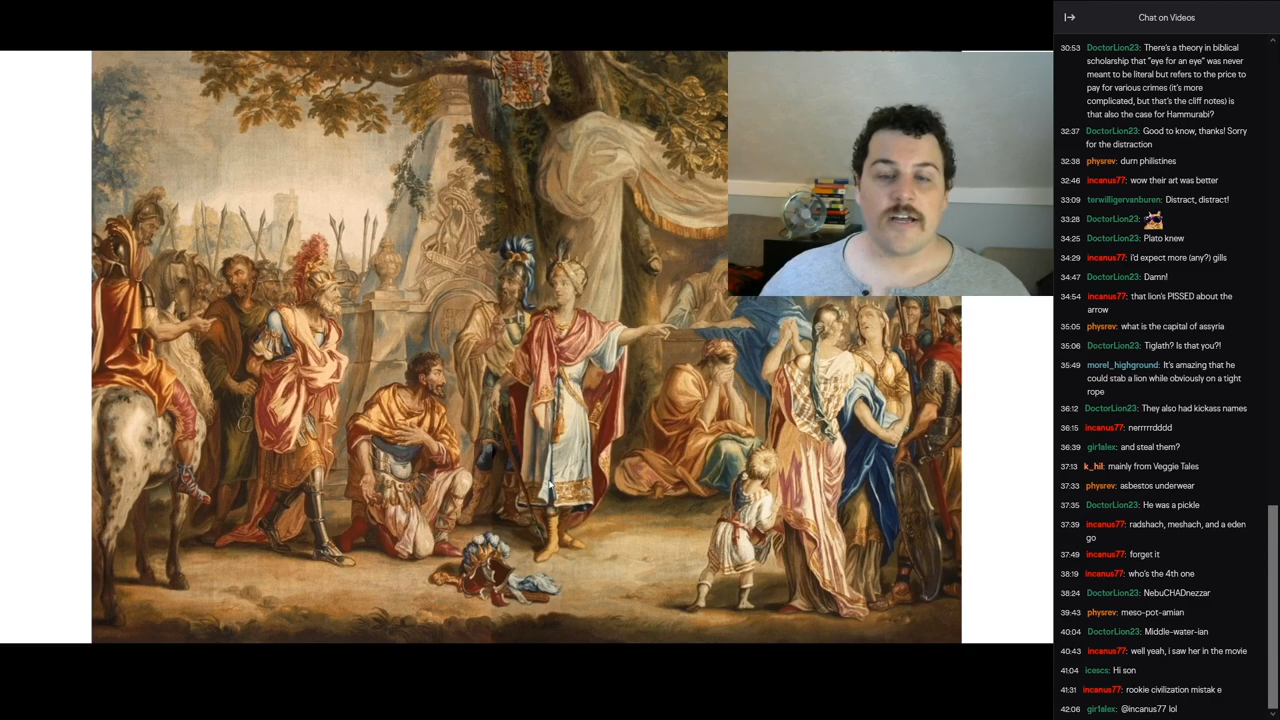 Chat on Videos
30:53 DoctorLion23: There's a theory in biblical
scholarship that "eye for an eye" was never
meant to be literal but refers to the price to
pay for various crimes (it's more
complicated, but that's the cliff notes) is
that also the case for Hammurabi?
32:37 DoctorLion23: Good to know, thanks! Sorry
for the distraction
32:38 physrev: durn philistines
32:46 incanus77: wow their art was better
33:09 terwilligervanburen: Distract, distract!
33:28 DoctorLion23:
34:25 DoctorLion23: Plato knew
34:29 incanus77: i'd expect more (any?) gills
34:47 DoctorLion23: Damn!
34:54 incanus77: that lion's PISSED about the
arrow
35:05 physrev: what is the capital of assyria
35:06 DoctorLion23: Tiglath? Is that you?!
35:49 morel_highground: It's amazing that he
could stab a lion while obviously on a tight
rope
36:12 DoctorLion23: They also had kickass names
36:15 incanus77: nerrrrrdddd
36:39 gir1alex: and steal them?
37:13 k_hil: mainly from Veggie Tales
37:33 physrev: asbestos underwear
37:35 DoctorLion23: He was a pickle
37:39 incanus77: radshach, meshach, and a eden
go
37:49 incanus77: forget it
38:19 incanus77: who's the 4th one
38:24 DoctorLion23: NebuCHADnezzar
39:43 physrev: meso-pot-amian
40:04 DoctorLion23: Middle-water-ian
40:43 incanus77: well yeah, i saw her in the movie
41:04 icescs: Hi son
41:31 incanus77: rookie civilization mistak e
42:06 gir1alex: @incanus77 lol